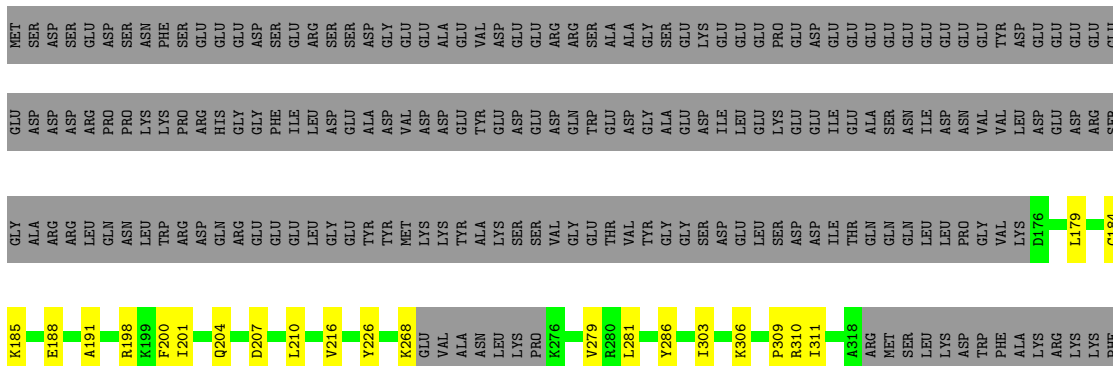 MET SER ASP SER GLU ASP SER ASN PHE SER GLU GLU GLU ASP SER GLU ARG SER SER ASP GLY GLU GLU ALA GLU VAL ASP GLU GLU ARG ARG SER ALA ALA GLY SER GLU LYS GLU GLU GLU PRO GLU ASP GLU GLU GLU GLU GLU GLU GLU GLU GLU TYR ASP GLU GLU GLU GLU GLU
GLU ASP ASP ASP ARG PRO PRO LYS LYS PRO ARG HIS GLY GLY PHE ILE LEU ASP GLU ALA ASP VAL ASP ASP GLU TYR GLU ASP GLU ASP GLN TRP GLU ASP GLY ALA GLU ASP ILE LEU GLU LYS GLU GLU ILE GLU ALA SER ASN ILE ASP ASN VAL VAL LEU ASP GLU ASP ARG SER
GLY ALA ARG ARG LEU GLN ASN LEU TRP ARG ASP GLN ARG GLU GLU GLU LEU GLY GLU TYR TYR MET LYS LYS TYR ALA LYS SER SER VAL GLY GLU THR VAL TYR GLY GLY SER ASP GLU LEU SER ASP ASP ILE THR GLN GLN GLN LEU LEU PRO GLY VAL LYS D176 L179 C184
K185 E188 A191 R198 K199 F200 I201 Q204 D207 L210 V216 Y226 K268 GLU VAL ALA ASN LEU LYS PRO K276 V279 R280 L281 Y286 I303 K306 P309 R310 I311 A318 ARG MET SER LEU LYS ASP TRP PHE ALA LYS ARG LYS LYS PHE